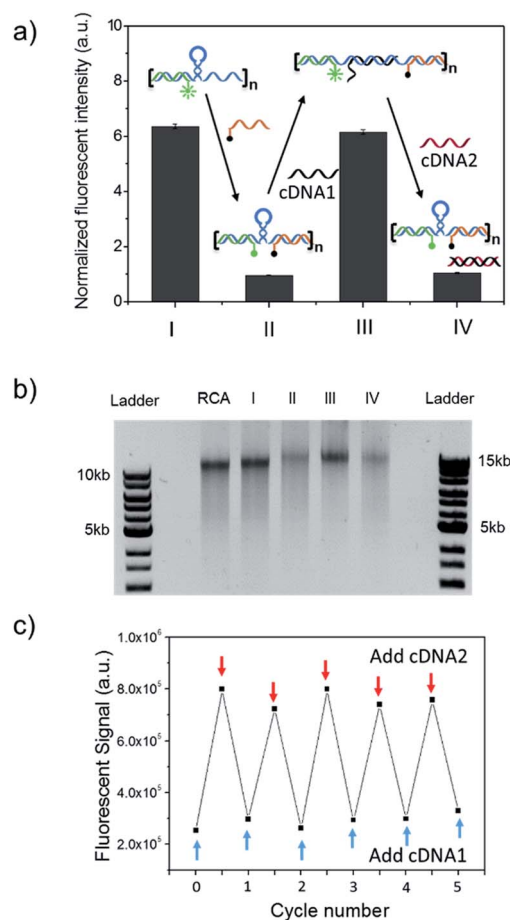 a)
Normalized fluorescent intensity (a.u.)
10
8
6
4
2
0
n
n
n
n
cDNA1
cDNA2
I II III IV
b)
Ladder RCA I II III IV Ladder
10kb
5kb
15kb
5kb
c)
Fluorescent Signal (a.u.)
1.0x10⁶
8.0x10⁵
6.0x10⁵
4.0x10⁵
2.0x10⁵
Add cDNA2
Add cDNA1
0 1 2 3 4 5
Cycle number